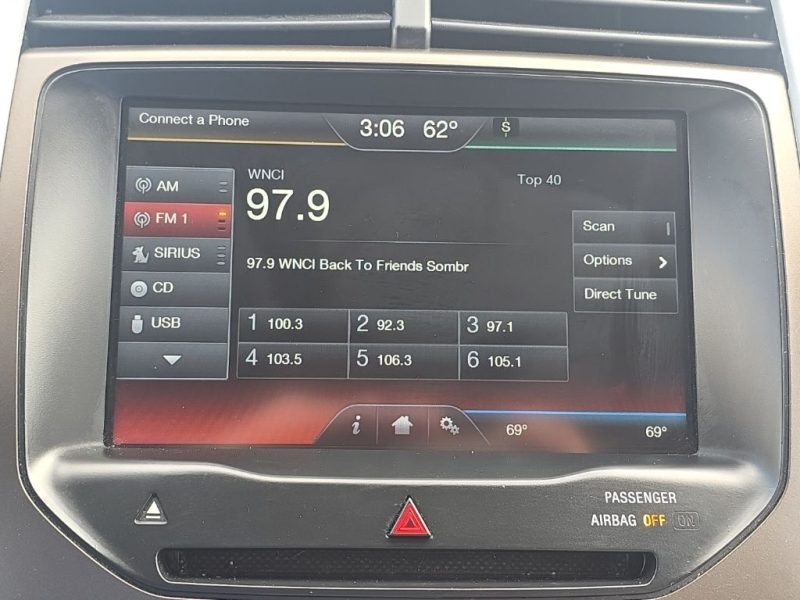 Connect a Phone
3:06 62° S
WNCI
97.9
Top 40
AM
FM 1
SIRIUS
CD
USB
97.9 WNCI Back To Friends Sombr
Scan
Options
Direct Tune
1 100.3 2 92.3 3 97.1
4 103.5 5 106.3 6 105.1
i
69° 69°
PASSENGER
AIRBAG OFF ON